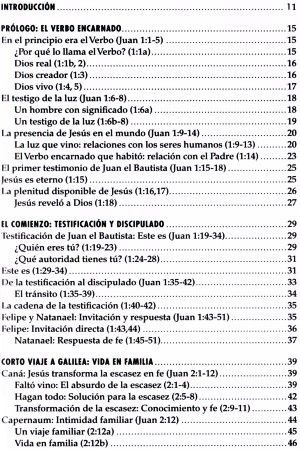 INTRODUCCIÓN ........ 11
PRÓLOGO: EL VERBO ENCARNADO ........ 15
En el principio era el Verbo (Juan 1:1-5) ........ 15
¿Por qué lo llama el Verbo? (1:1a) ........ 15
Dios real (1:1b, 2) ........ 16
Dios creador (1:3) ........ 16
Dios vivo (1:4, 5) ........ 17
El testigo de la luz (Juan 1:6-8) ........ 18
Un hombre con significado (1:6a) ........ 18
Un testigo de la luz (1:6b-8) ........ 19
La presencia de Jesús en el mundo (Juan 1:9-14) ........ 20
La luz que vino: relaciones con los seres humanos (1:9-13) ........ 20
El Verbo encarnado que habitó: relación con el Padre (1:14) ........ 23
El primer testimonio de Juan el Bautista (Juan 1:15-18) ........ 25
Jesús es eterno (1:15) ........ 25
La plenitud disponible de Jesús (1:16,17) ........ 26
Jesús reveló a Dios (1:18) ........ 27
EL COMIENZO: TESTIFICACIÓN Y DISCIPULADO ........ 29
Testificación de Juan el Bautista: Este es (Juan 1:19-34) ........ 29
¿Quién eres tú? (1:19-23) ........ 29
¿Qué autoridad tienes tú? (1:24-28) ........ 31
Este es (1:29-34) ........ 31
De la testificación al discipulado (Juan 1:35-42) ........ 33
El tránsito (1:35-39) ........ 34
La cadena de la testificación (1:40-42) ........ 35
Felipe y Natanael: Invitación y respuesta (Juan 1:43-51) ........ 35
Felipe: Invitación directa (1:43,44) ........ 36
Natanael: Respuesta de fe (1:45-51) ........ 37
CORTO VIAJE A GALILEA: VIDA EN FAMILIA ........ 39
Caná: Jesús transforma la escasez en fe (Juan 2:1-12) ........ 39
Faltó vino: El absurdo de la escasez (2:1-4) ........ 39
Hagan todo: Solución para la escasez (2:5-8) ........ 42
Transformación de la escasez: Conocimiento y fe (2:9-11) ........ 43
Capernaum: Intimidad familiar (Juan 2:12) ........ 44
Un viaje familiar (2:12a) ........ 45
Vida en familia (2:12b) ........ 46